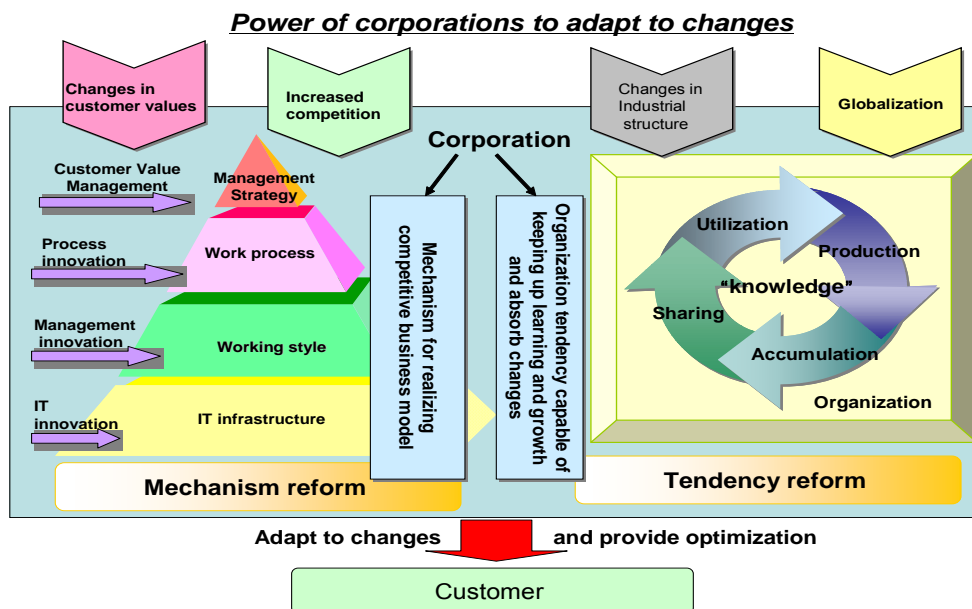 Power of corporations to adapt to changes
Changes in
customer values
Increased
competition
Changes in
Industrial
structure
Globalization
Corporation
Customer Value
Management
Management
Strategy
Process
innovation
Work process
Management
innovation
Working style
IT
innovation
IT infrastructure
Mechanism for realizing
competitive business model
Organization tendency capable of
keeping up learning and growth
and absorb changes
Utilization
Production
“knowledge”
Sharing
Accumulation
Organization
Mechanism reform
Tendency reform
Adapt to changes
and provide optimization
Customer